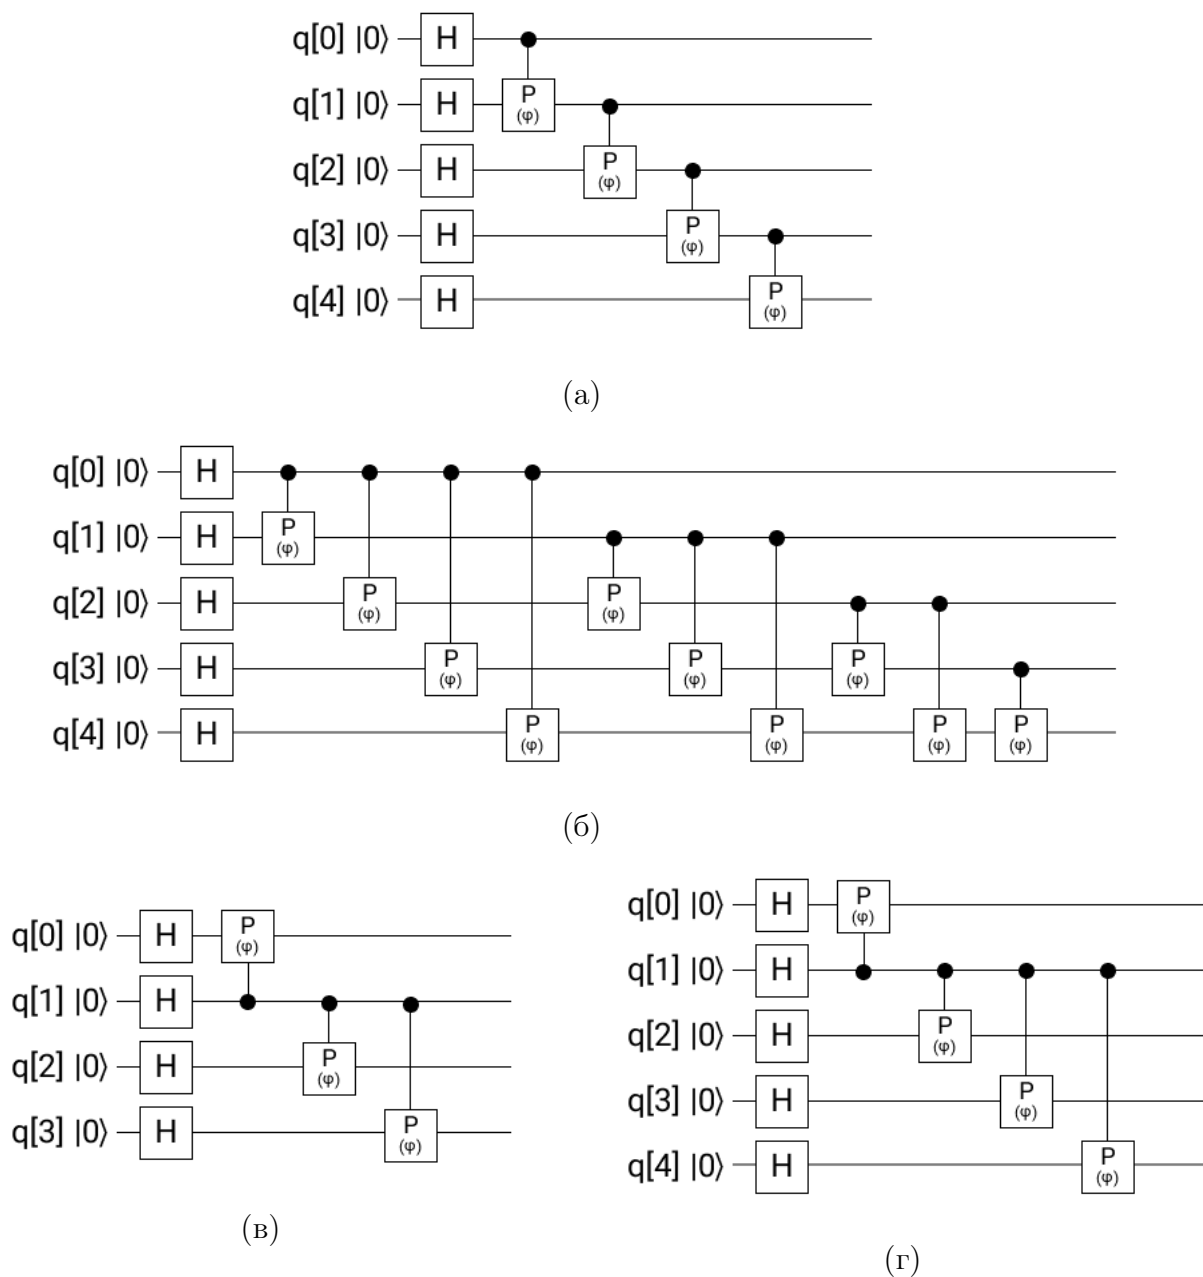 q[0] |0⟩ H
q[1] |0⟩ H P (φ)
q[2] |0⟩ H P (φ)
q[3] |0⟩ H P (φ)
q[4] |0⟩ H P (φ)
(а)
q[0] |0⟩ H
q[1] |0⟩ H P (φ)
q[2] |0⟩ H P (φ) P (φ)
q[3] |0⟩ H P (φ) P (φ) P (φ)
q[4] |0⟩ H P (φ) P (φ) P (φ) P (φ)
(б)
q[0] |0⟩ H P (φ)
q[1] |0⟩ H
q[2] |0⟩ H P (φ)
q[3] |0⟩ H P (φ)
(в)
q[0] |0⟩ H P (φ)
q[1] |0⟩ H
q[2] |0⟩ H P (φ)
q[3] |0⟩ H P (φ)
q[4] |0⟩ H P (φ)
(г)